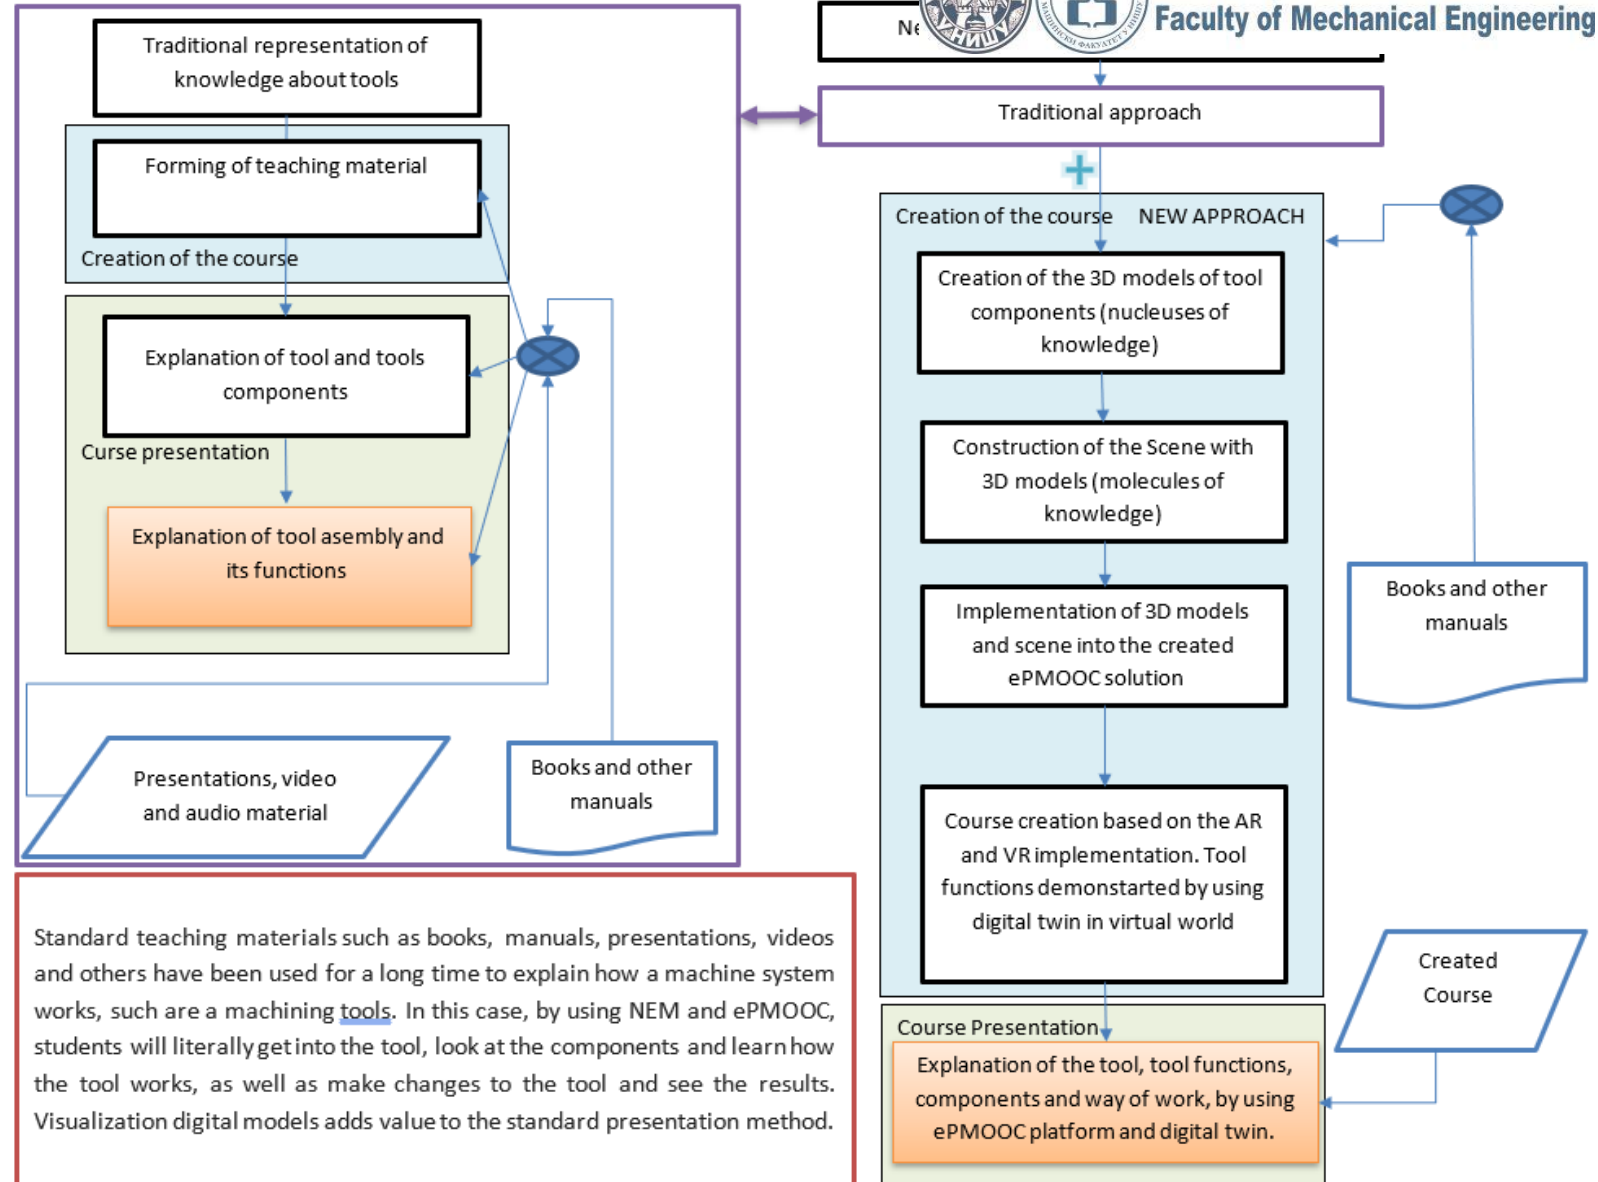 Traditional representation of
knowledge about tools
Forming of teaching material
Creation of the course
Explanation of tool and tools
components
Curse presentation
Explanation of tool asembly and
its functions
Presentations, video
and audio material
Books and other
manuals
Standard teaching materials such as books, manuals, presentations, videos
and others have been used for a long time to explain how a machine system
works, such are a machining tools. In this case, by using NEM and ePMOOC,
students will literally get into the tool, look at the components and learn how
the tool works, as well as make changes to the tool and see the results.
Visualization digital models adds value to the standard presentation method.
Faculty of Mechanical Engineering
Traditional approach
Creation of the course NEW APPROACH
Creation of the 3D models of tool
components (nucleuses of
knowledge)
Construction of the Scene with
3D models (molecules of
knowledge)
Implementation of 3D models
and scene into the created
ePMOOC solution
Course creation based on the AR
and VR implementation. Tool
functions demonstarted by using
digital twin in virtual world
Books and other
manuals
Created
Course
Course Presentation
Explanation of the tool, tool functions,
components and way of work, by using
ePMOOC platform and digital twin.